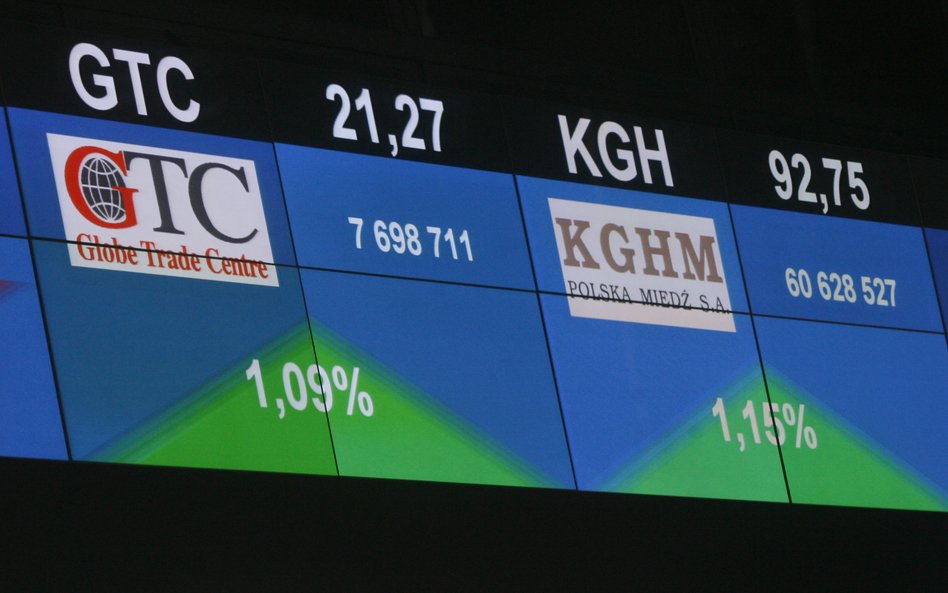 GTC
21,27
GTC
Globe Trade Centre
7 698 711
1,09%
KGH
92,75
KGHM
POLSKA MIEDŹ S.A.
60 628 527
1,15%